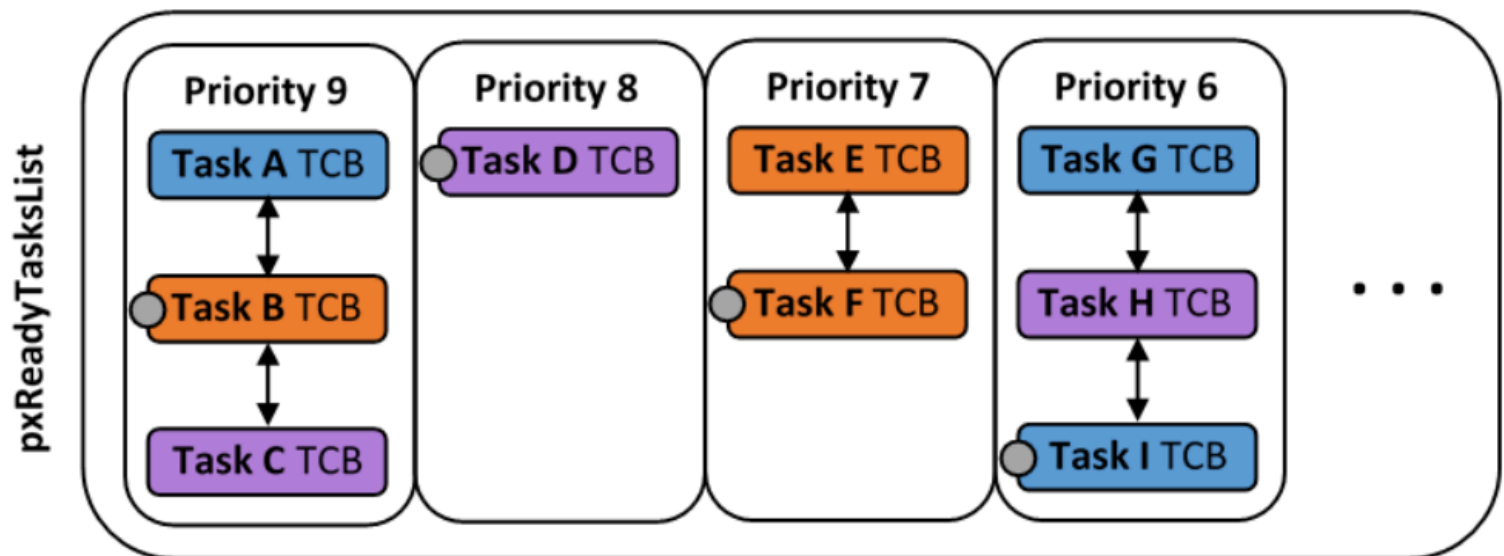 pxReadyTasksList
Priority 9
Task A TCB
Task B TCB
Task C TCB
Priority 8
Task D TCB
Priority 7
Task E TCB
Task F TCB
Priority 6
Task G TCB
Task H TCB
Task I TCB
. . .